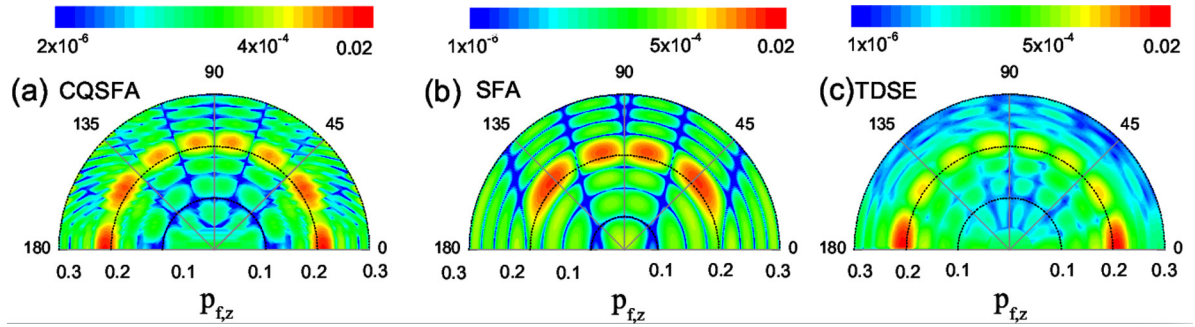 2x10⁻⁶ 4x10⁻⁴ 0.02 1x10⁻⁶ 5x10⁻⁴ 0.02 1x10⁻⁶ 5x10⁻⁴ 0.02
(a) CQSFA 90 (b) SFA 90 (c) TDSE 90
135 45 135 45 135 45
180 0 180 0 180 0
0.3 0.2 0.1 0.1 0.2 0.3 0.3 0.2 0.1 0.1 0.2 0.3 0.3 0.2 0.1 0.1 0.2 0.3
p_f,z p_f,z p_f,z